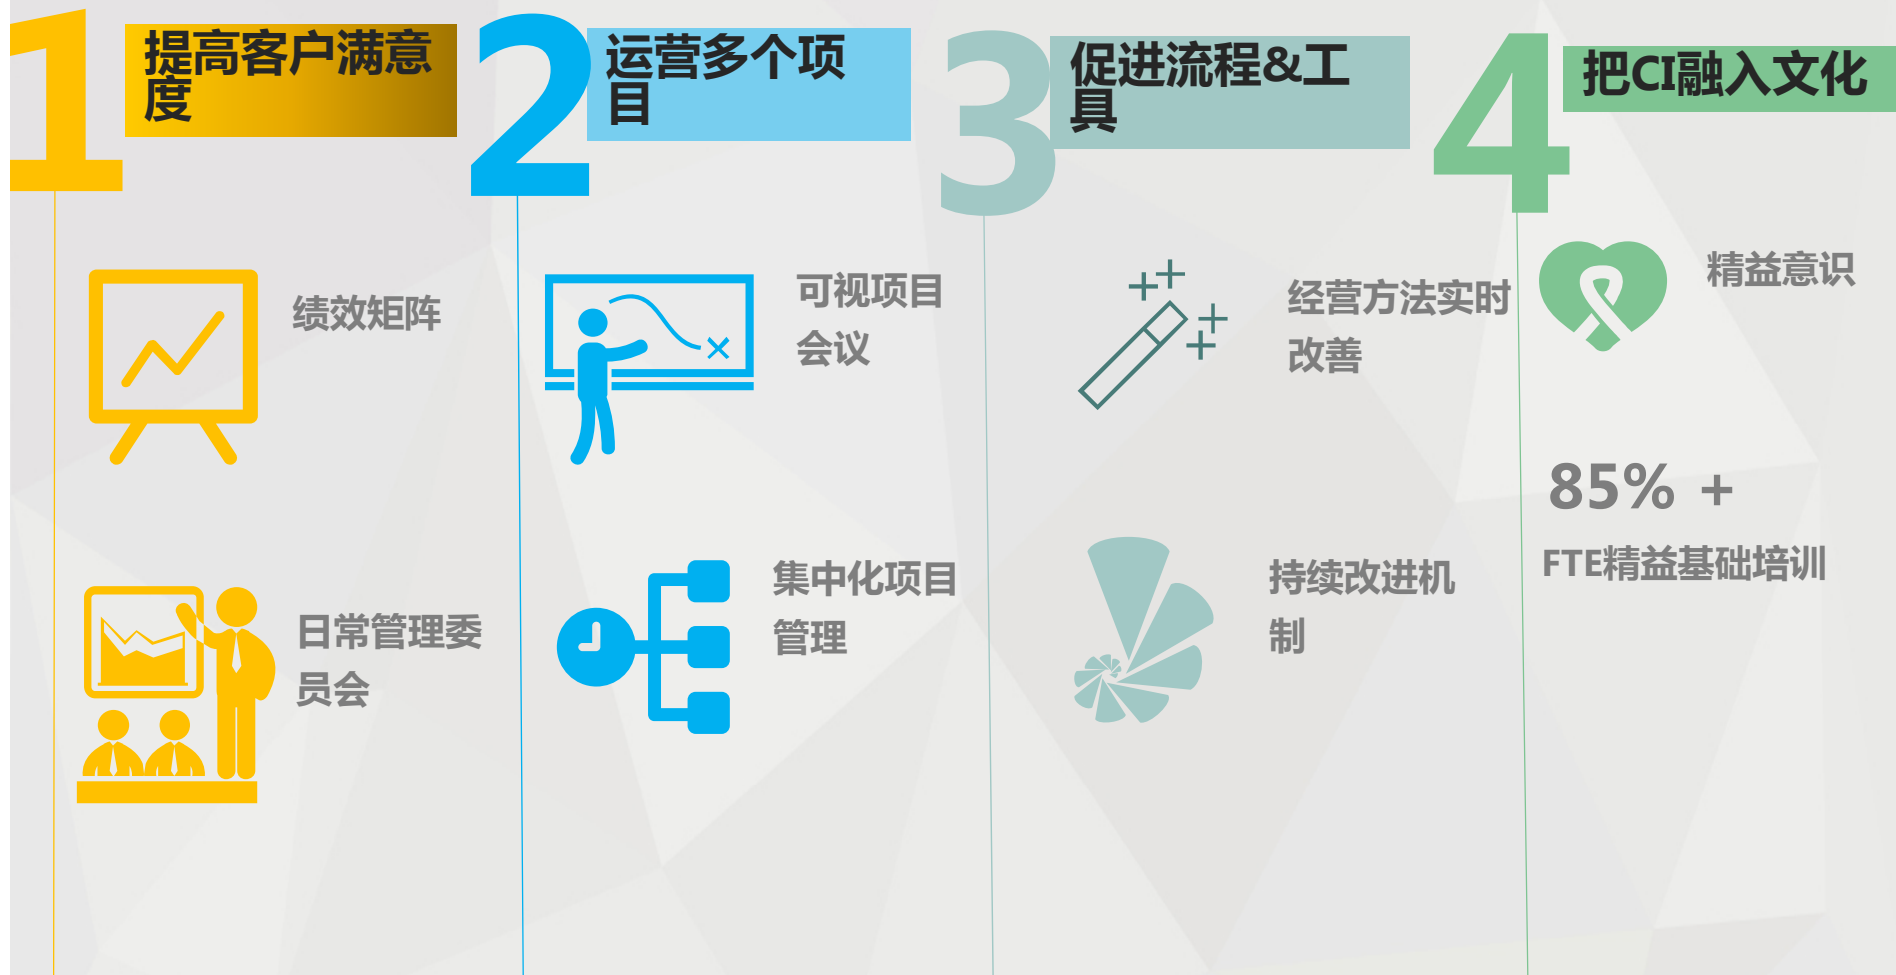 1
提高客户满意
度
绩效矩阵
日常管理委
员会
2
运营多个项
目
可视项目
会议
集中化项目
管理
3
促进流程&工
具
经营方法实时
改善
持续改进机
制
4
把CI融入文化
精益意识
85% +
FTE精益基础培训